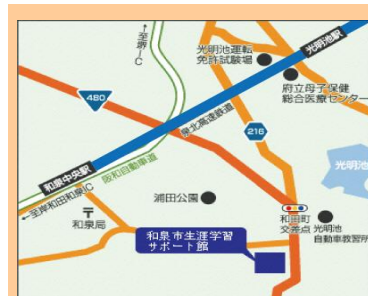 ←至堺IC
光明池運転
免許試験場
光明池駅
府立母子保健
総合医療センター
480
泉北高速鉄道
216
光明池
和泉中央駅
阪和自動車道
←至岸和田和泉IC
〒
和泉局
浦田公園
和田町
交差点
光明池
自動車教習所
和泉市生涯学習
サポート館